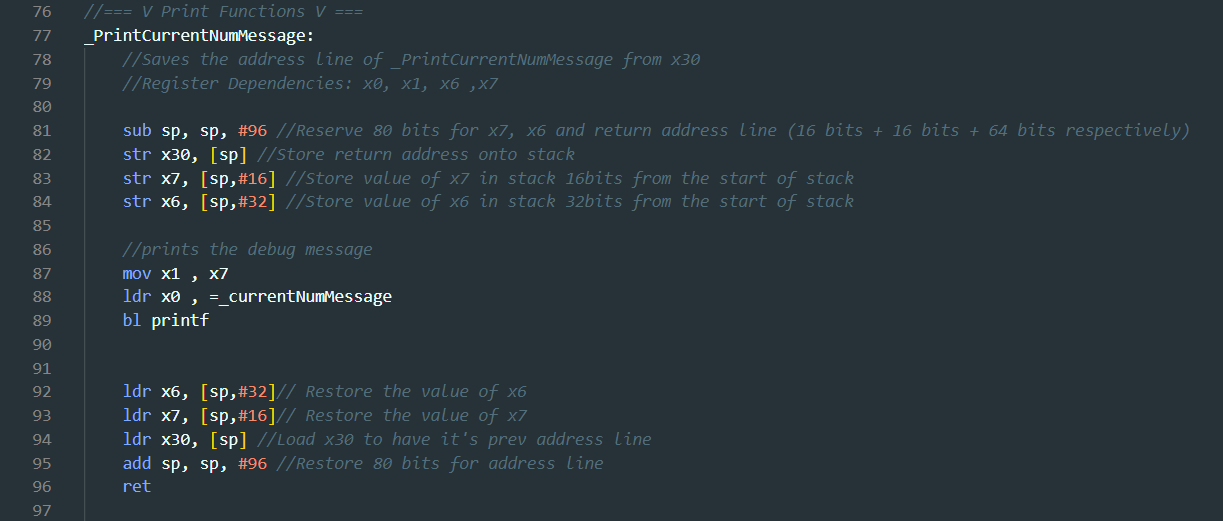 76 //=== V Print Functions V ===
77 _PrintCurrentNumMessage:
78 //Saves the address line of _PrintCurrentNumMessage from x30
79 //Register Dependencies: x0, x1, x6 ,x7
80
81 sub sp, sp, #96 //Reserve 80 bits for x7, x6 and return address line (16 bits + 16 bits + 64 bits respectively)
82 str x30, [sp] //Store return address onto stack
83 str x7, [sp,#16] //Store value of x7 in stack 16bits from the start of stack
84 str x6, [sp,#32] //Store value of x6 in stack 32bits from the start of stack
85
86 //prints the debug message
87 mov x1 , x7
88 ldr x0 , =_currentNumMessage
89 bl printf
90
91
92 ldr x6, [sp,#32]// Restore the value of x6
93 ldr x7, [sp,#16]// Restore the value of x7
94 ldr x30, [sp] //Load x30 to have it's prev address line
95 add sp, sp, #96 //Restore 80 bits for address line
96 ret
97